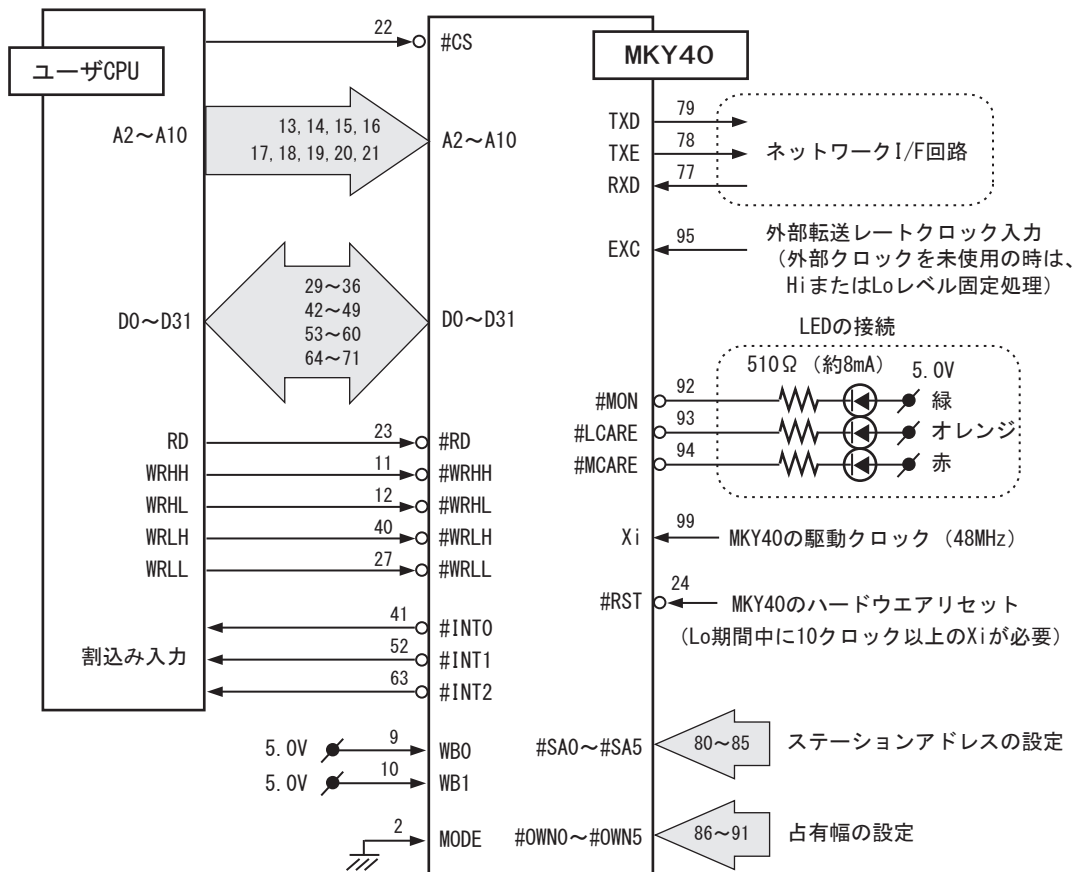 ユーザCPU
22
#CS
A2～A10
13, 14, 15, 16
17, 18, 19, 20, 21
A2～A10
D0～D31
29～36
42～49
53～60
64～71
D0～D31
RD
23
#RD
WRHH
11
#WRHH
WRHL
12
#WRHL
WRLH
40
#WRLH
WRLL
27
#WRLL
割込み入力
41
#INT0
52
#INT1
63
#INT2
5.0V
9
WB0
5.0V
10
WB1
2
MODE
MKY40
TXD
79
TXE
78
RXD
77
ネットワークI/F回路
EXC
95
外部転送レートクロック入力
（外部クロックを未使用の時は、
HiまたはLoレベル固定処理）
LEDの接続
510Ω （約8mA）
5.0V
#MON
92
緑
#LCARE
93
オレンジ
#MCARE
94
赤
Xi
99
MKY40の駆動クロック（48MHz）
#RST
24
MKY40のハードウエアリセット
（Lo期間中に10クロック以上のXiが必要）
#SA0～#SA5
80～85
ステーションアドレスの設定
#OWN0～#OWN5
86～91
占有幅の設定